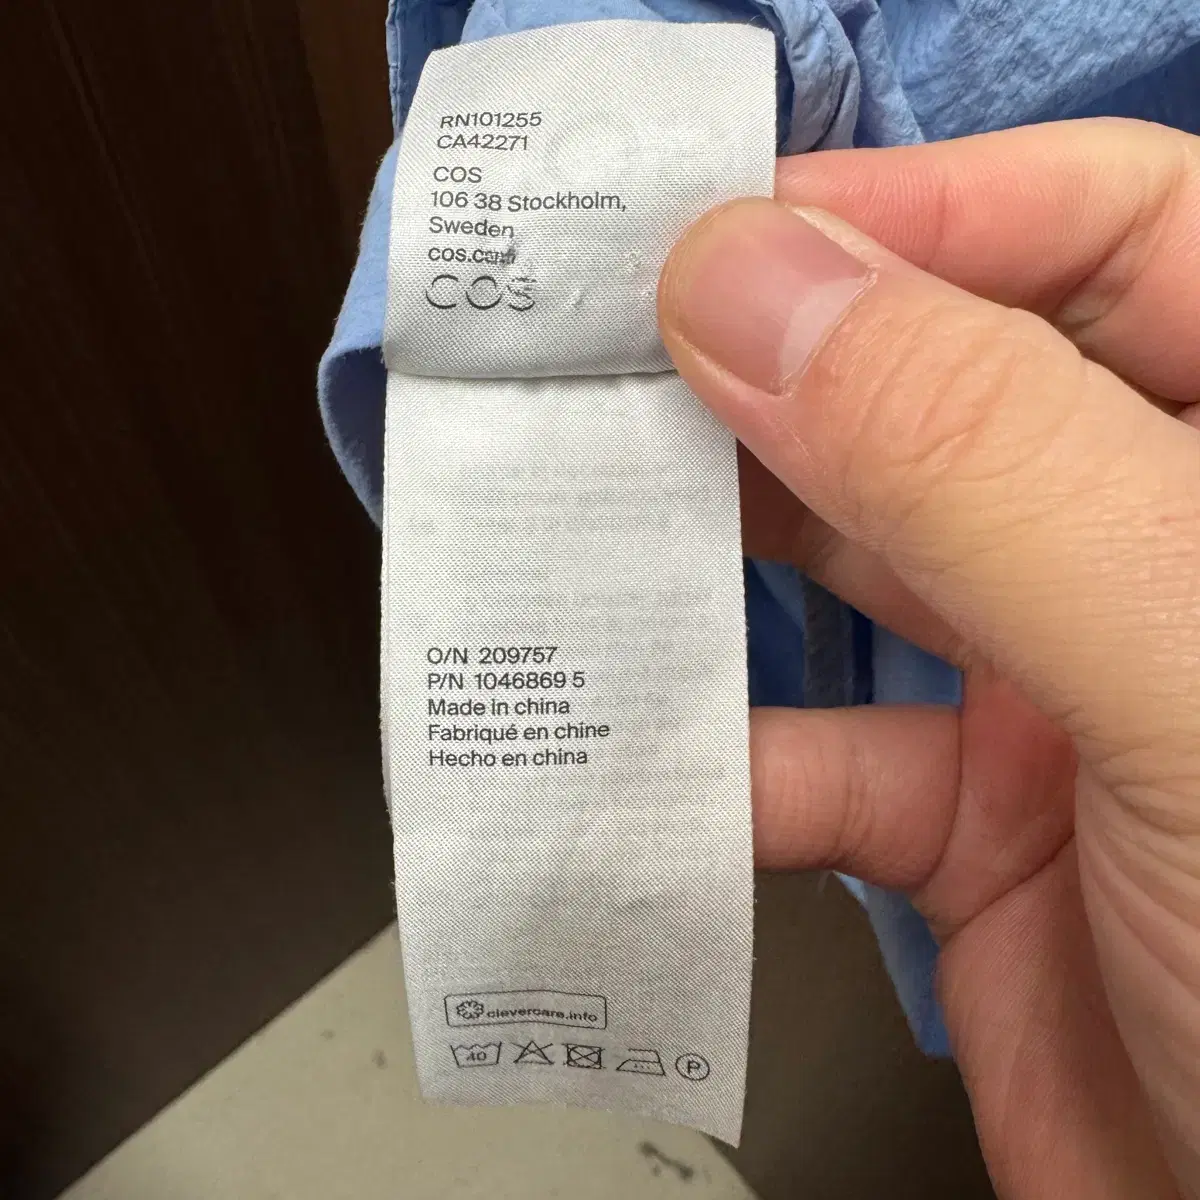 RN101255
CA42271
COS
106 38 Stockholm,
Sweden
COS
O/N 209757
P/N 1046869 5
Made in china
Fabriqué en chine
Hecho en china
clevercare.info
40
P